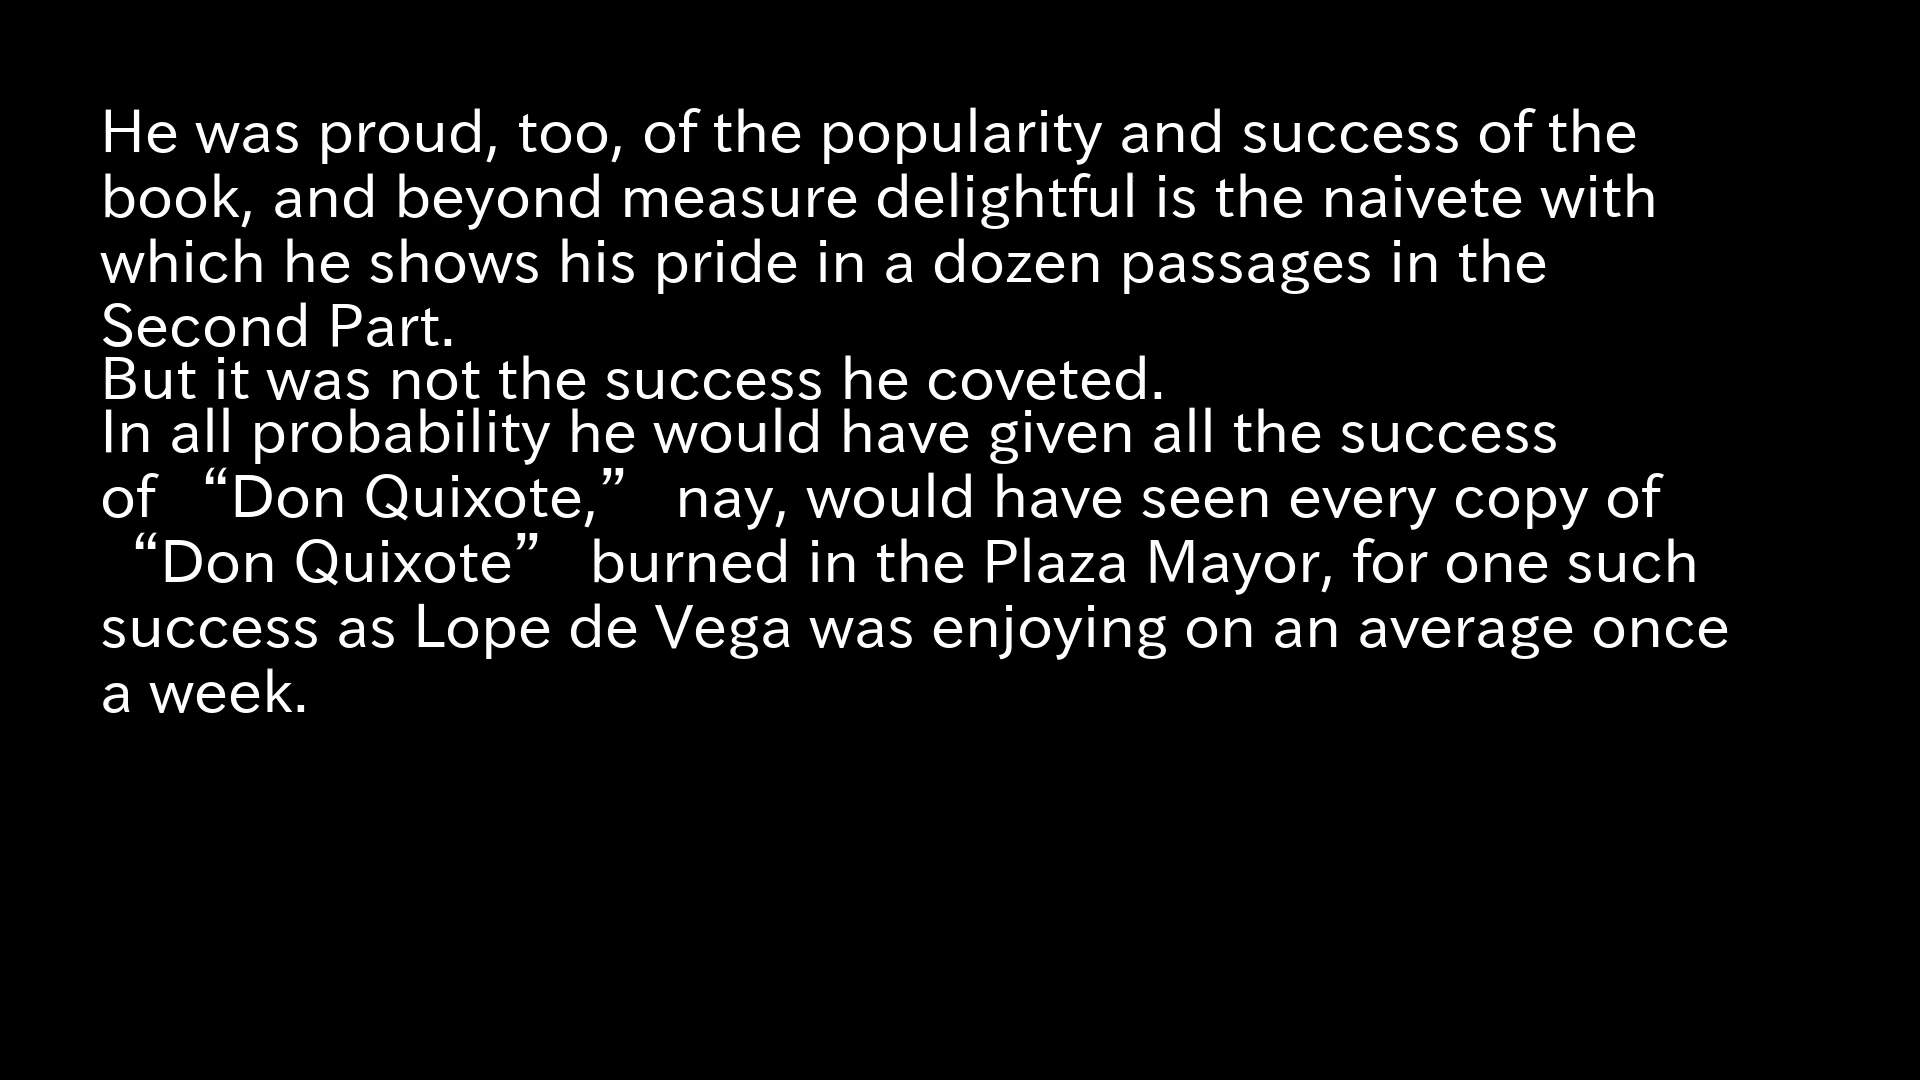 He was proud, too, of the popularity and success of the
book, and beyond measure delightful is the naivete with
which he shows his pride in a dozen passages in the
Second Part.
But it was not the success he coveted.
In all probability he would have given all the success
of “Don Quixote,” nay, would have seen every copy of
“Don Quixote” burned in the Plaza Mayor, for one such
success as Lope de Vega was enjoying on an average once
a week.